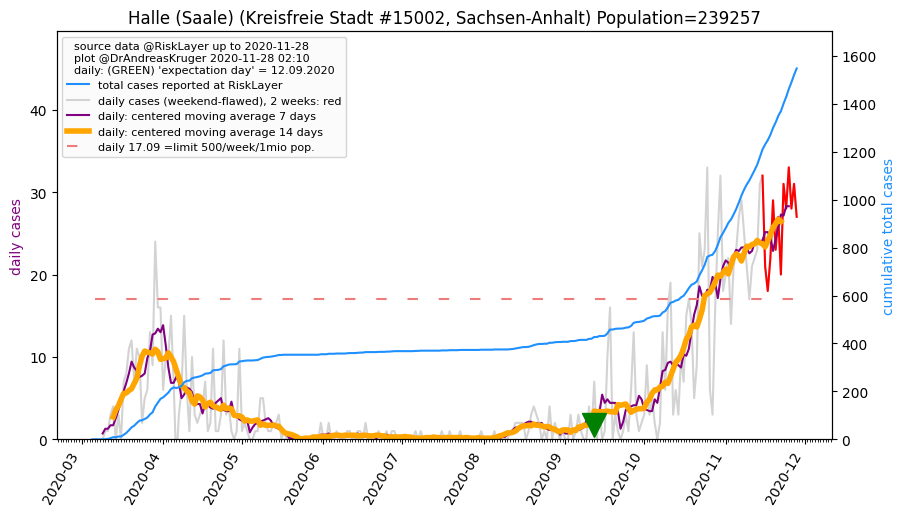 Halle (Saale) (Kreisfreie Stadt #15002, Sachsen-Anhalt) Population=239257
source data @RiskLayer up to 2020-11-28
plot @DrAndreasKruger 2020-11-28 02:10
daily: (GREEN) 'expectation day' = 12.09.2020
total cases reported at RiskLayer
daily cases (weekend-flawed), 2 weeks: red
daily: centered moving average 7 days
daily: centered moving average 14 days
daily 17.09 =limit 500/week/1mio pop.
daily cases
40
30
20
10
0
cumulative total cases
1600
1400
1200
1000
800
600
400
200
0
2020-03
2020-04
2020-05
2020-06
2020-07
2020-08
2020-09
2020-10
2020-11
2020-12